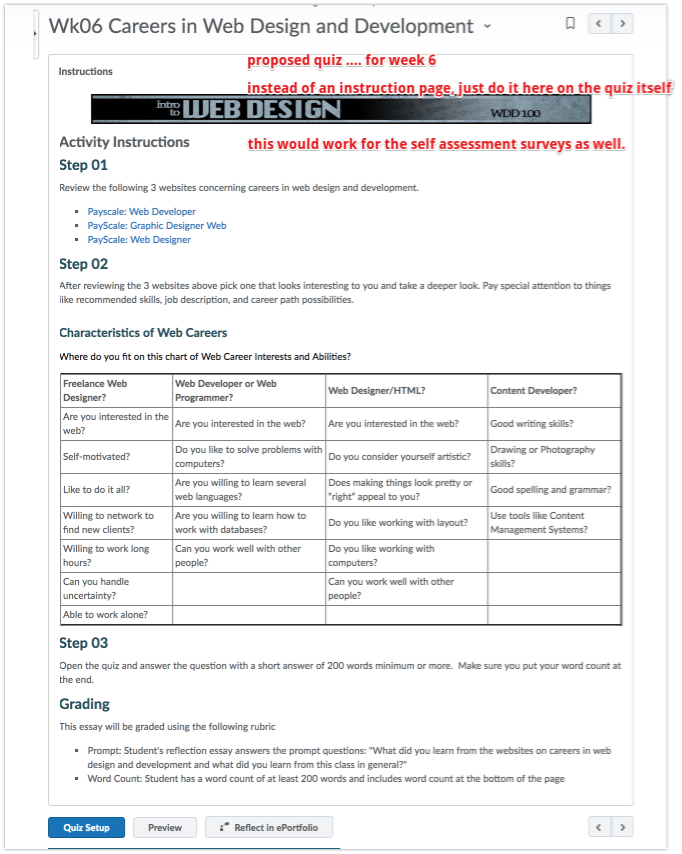 Wk06 Careers in Web Design and Development
proposed quiz .... for week 6
Instructions
instead of an instruction page, just do it here on the quiz itself
intro to WEB DESIGN WDD 100
Activity Instructions
this would work for the self assessment surveys as well.
Step 01
Review the following 3 websites concerning careers in web design and development.
Payscale: Web Developer
PayScale: Graphic Designer Web
PayScale: Web Designer
Step 02
After reviewing the 3 websites above pick one that looks interesting to you and take a deeper look. Pay special attention to things
like recommended skills, job description, and career path possibilities.
Characteristics of Web Careers
Where do you fit on this chart of Web Career Interests and Abilities?
Freelance Web Designer? Web Developer or Web Programmer? Web Designer/HTML? Content Developer?
Are you interested in the web? Are you interested in the web? Are you interested in the web? Good writing skills?
Self-motivated? Do you like to solve problems with computers? Do you consider yourself artistic? Drawing or Photography skills?
Like to do it all? Are you willing to learn several web languages? Does making things look pretty or "right" appeal to you? Good spelling and grammar?
Willing to network to find new clients? Are you willing to learn how to work with databases? Do you like working with layout? Use tools like Content Management Systems?
Willing to work long hours? Can you work well with other people? Do you like working with computers?
Can you handle uncertainty? Can you work well with other people?
Able to work alone?
Step 03
Open the quiz and answer the question with a short answer of 200 words minimum or more. Make sure you put your word count at
the end.
Grading
This essay will be graded using the following rubric
Prompt: Student's reflection essay answers the prompt questions: "What did you learn from the websites on careers in web
design and development and what did you learn from this class in general?"
Word Count: Student has a word count of at least 200 words and includes word count at the bottom of the page
Quiz Setup Preview Reflect in ePortfolio